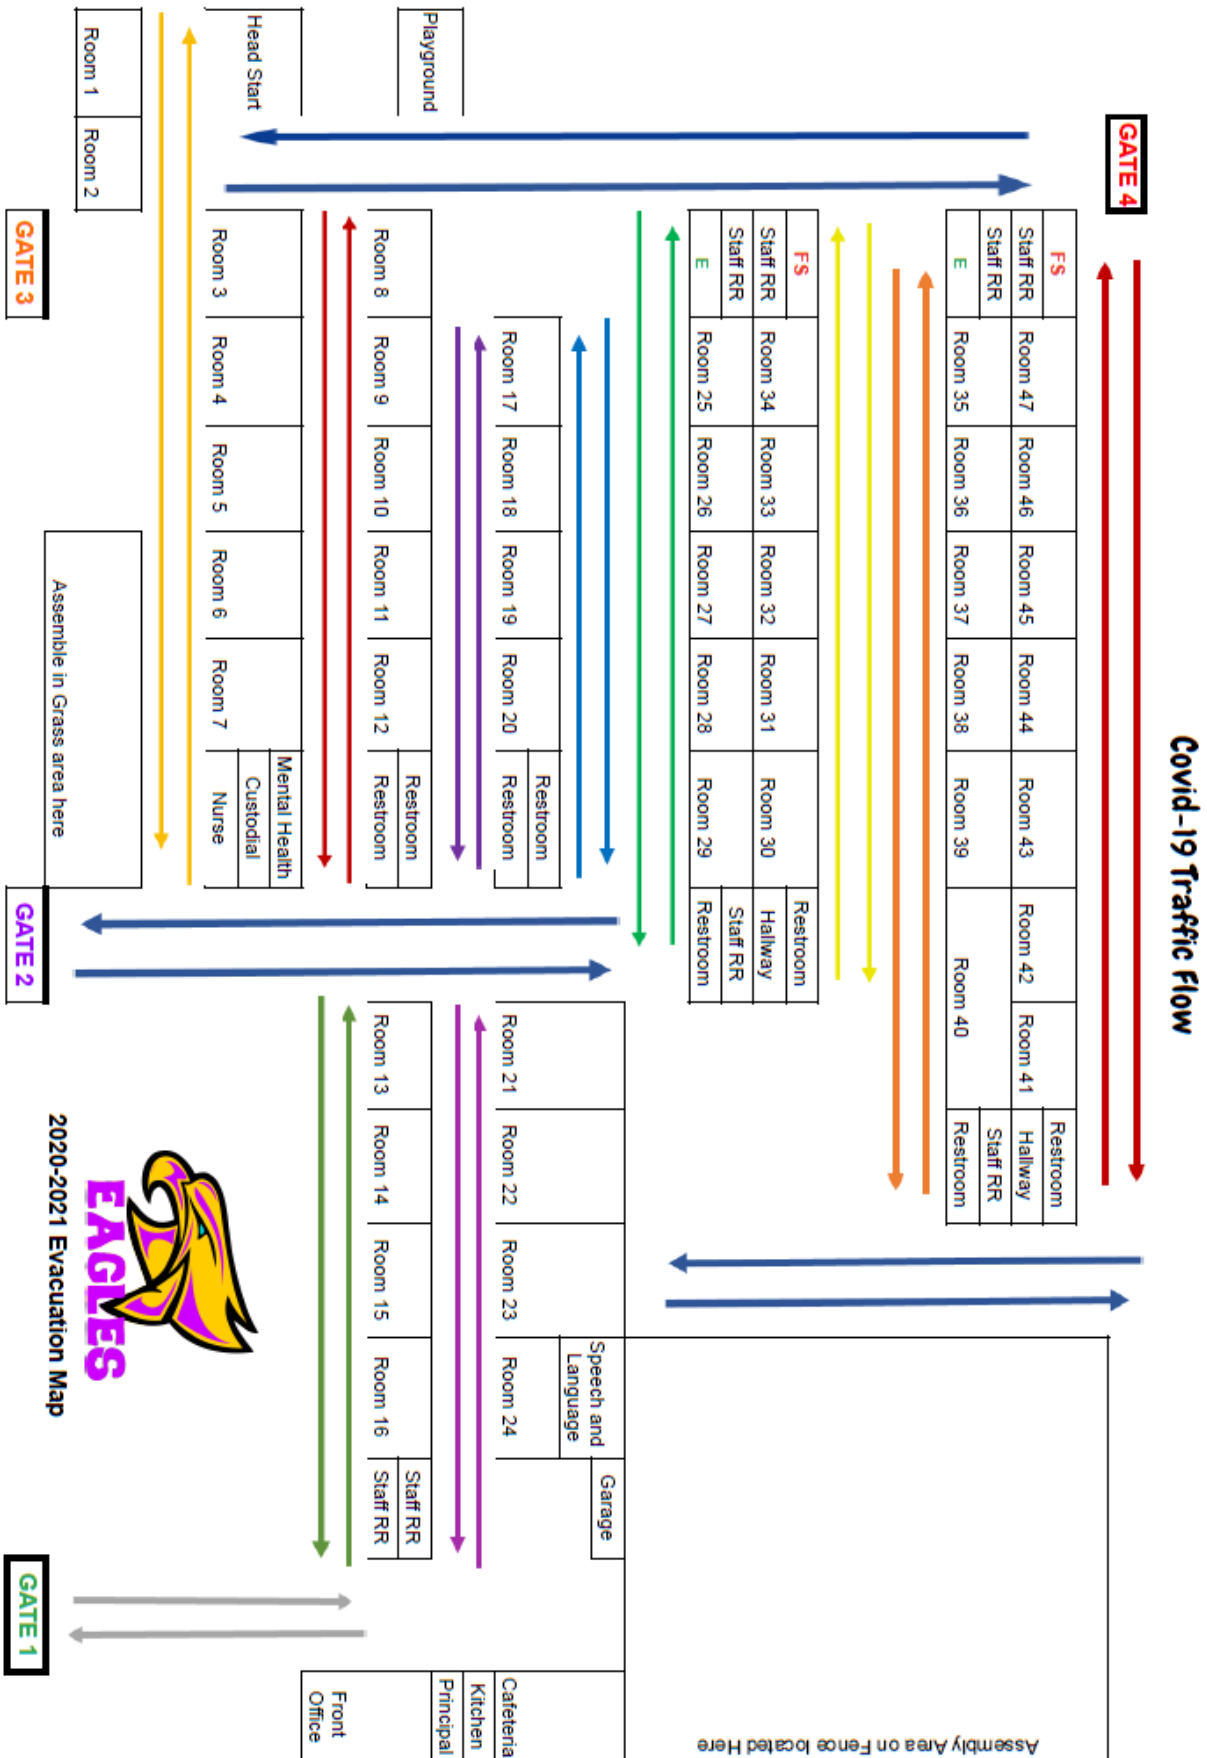 Covid-19 Traffic Flow
GATE 4
FS
Staff RR
Room 47
Room 46
Room 45
Room 44
Room 43
Room 42
Room 41
Restroom
Hallway
Staff RR
E
Room 35
Room 36
Room 37
Room 38
Room 39
Room 40
Staff RR
Restroom
FS
Staff RR
Room 34
Room 33
Room 32
Room 31
Room 30
Restroom
Hallway
Staff RR
E
Room 25
Room 26
Room 27
Room 28
Room 29
Staff RR
Restroom
Assembly Area on Fence located Here
Room 17
Room 18
Room 19
Room 20
Restroom
Restroom
Room 21
Room 22
Room 23
Room 24
Speech and
Language
Garage
Cafeteria
Kitchen
Principal
Front
Office
Playground
Room 8
Room 9
Room 10
Room 11
Room 12
Restroom
Restroom
Room 13
Room 14
Room 15
Room 16
Staff RR
Staff RR
Head Start
Room 3
Room 4
Room 5
Room 6
Room 7
Mental Health
Custodial
Nurse
Room 1
Room 2
Assemble in Grass area here
EAGLES
2020-2021 Evacuation Map
GATE 3
GATE 2
GATE 1